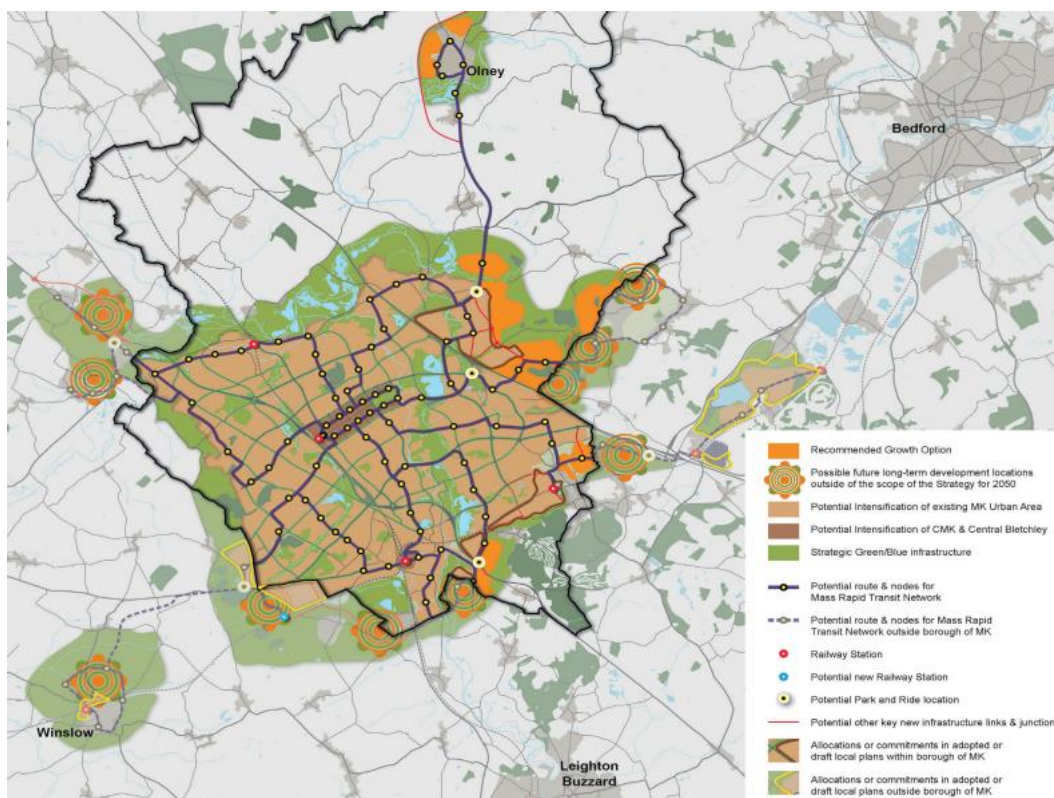 Olney
Bedford
Winslow
Leighton
Buzzard
Recommended Growth Option
Possible future long-term development locations
outside of the scope of the Strategy for 2050
Potential Intensification of existing MK Urban Area
Potential Intensification of CMK & Central Bletchley
Strategic Green/Blue infrastructure
Potential route & nodes for
Mass Rapid Transit Network
Potential route & nodes for Mass Rapid
Transit Network outside borough of MK
Railway Station
Potential new Railway Station
Potential Park and Ride location
Potential other key new infrastructure links & junction
Allocations or commitments in adopted or
draft local plans within borough of MK
Allocations or commitments in adopted or
draft local plans outside borough of MK